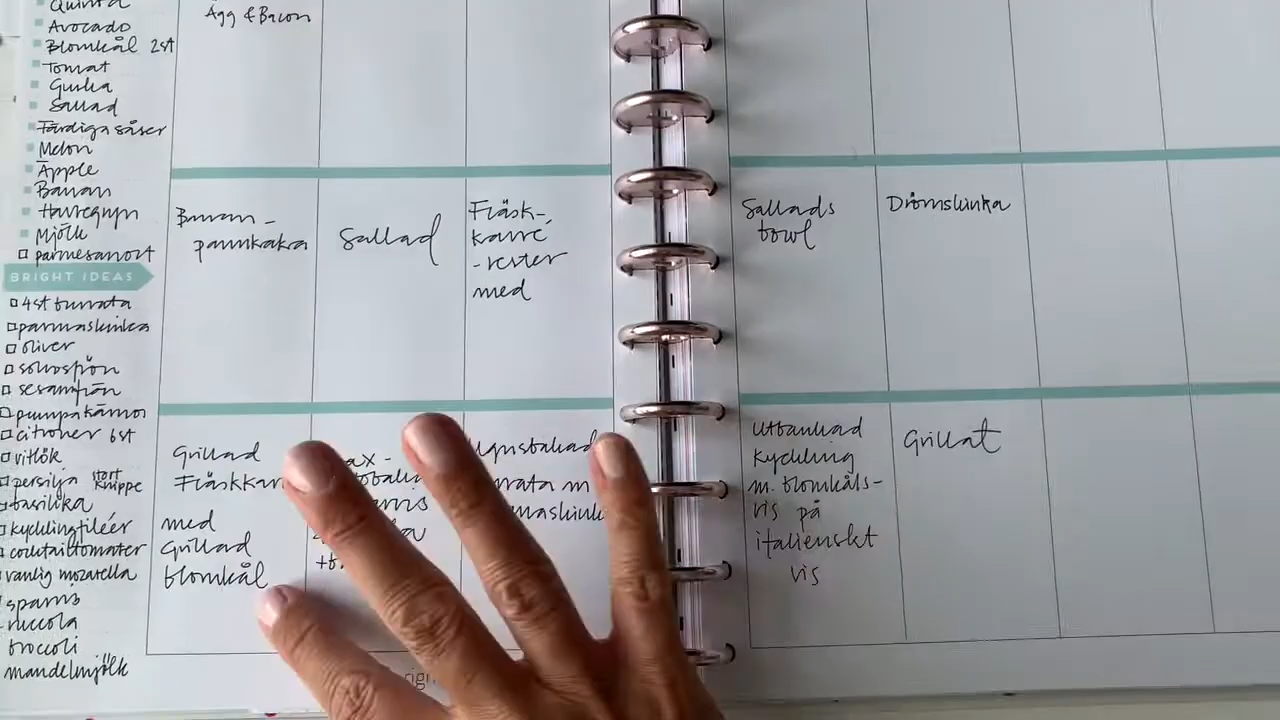 Avocado
Blomkål 2st
Tomat
Gurka
Sallad
Färdiga såser
Melon
Äpple
Banan
Havregryn
Mjölk
parmesanost
BRIGHT IDEAS
4st burrata
parmaskinka
oliver
solrosfrön
sesamfrön
pumpakärnor
citroner 6st
vitlök
persilja stort knippe
basilika
kycklingfiléer
cocktailtomater
vanlig mozarella
sparris
ruccola
broccoli
mandelmjölk
Ägg & Bacon
Banan-
pannkaka
Sallad
Fläsk-
karré
-rester
med
Sallads
bowl
Drömskinka
Grillad
Fläskkar
med
Grillad
blomkål
Ugnsbakad
Utbankad
kyckling
m. blomkåls-
ris på
italienskt
vis
Grillat